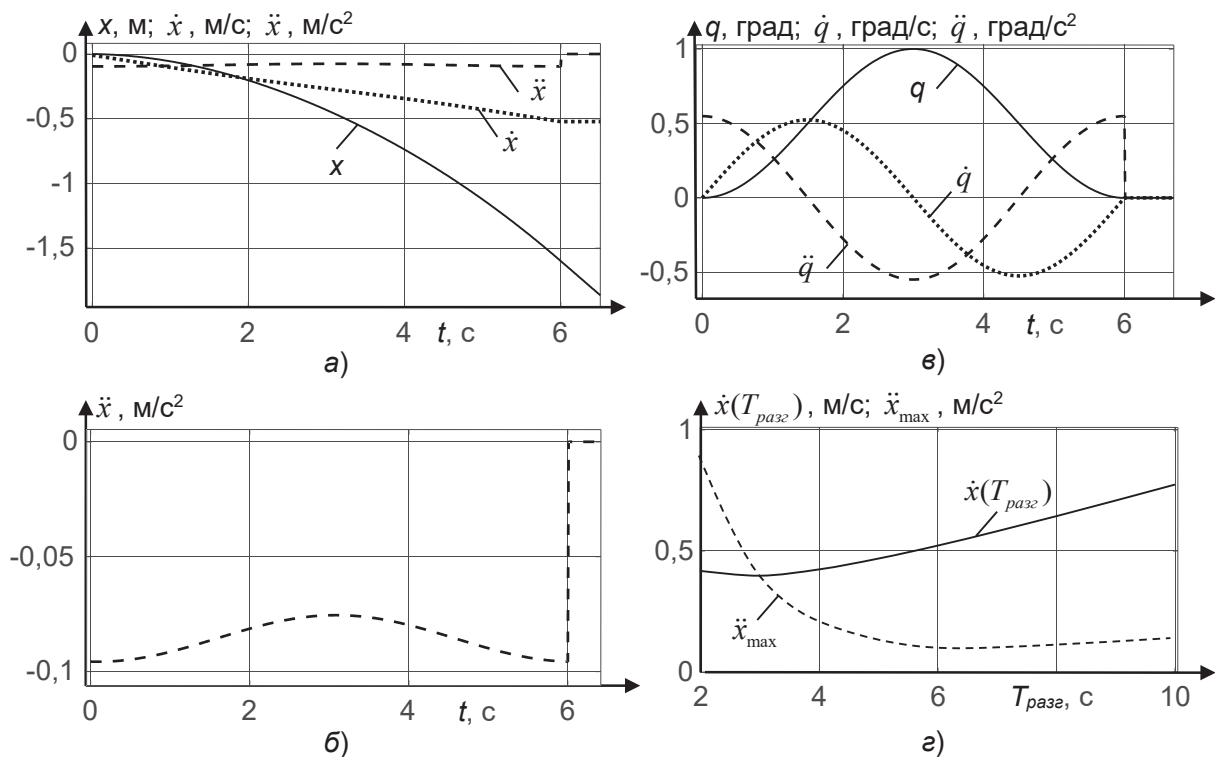 x, м; ẋ, м/с; ẍ, м/с²
0
-0,5
-1
-1,5
ẍ
ẋ
x
0 2 4 6
t, с
а)
q, град; q̇, град/с; q̈, град/с²
1
0,5
0
-0,5
q
q̇
q̈
0 2 4 6
t, с
в)
ẍ, м/с²
0
-0,05
-0,1
0 2 4 6
t, с
б)
ẋ(Tразг), м/с; ẍmax, м/с²
1
0,5
0
ẋ(Tразг)
ẍmax
2 4 6 10
Tразг, с
г)